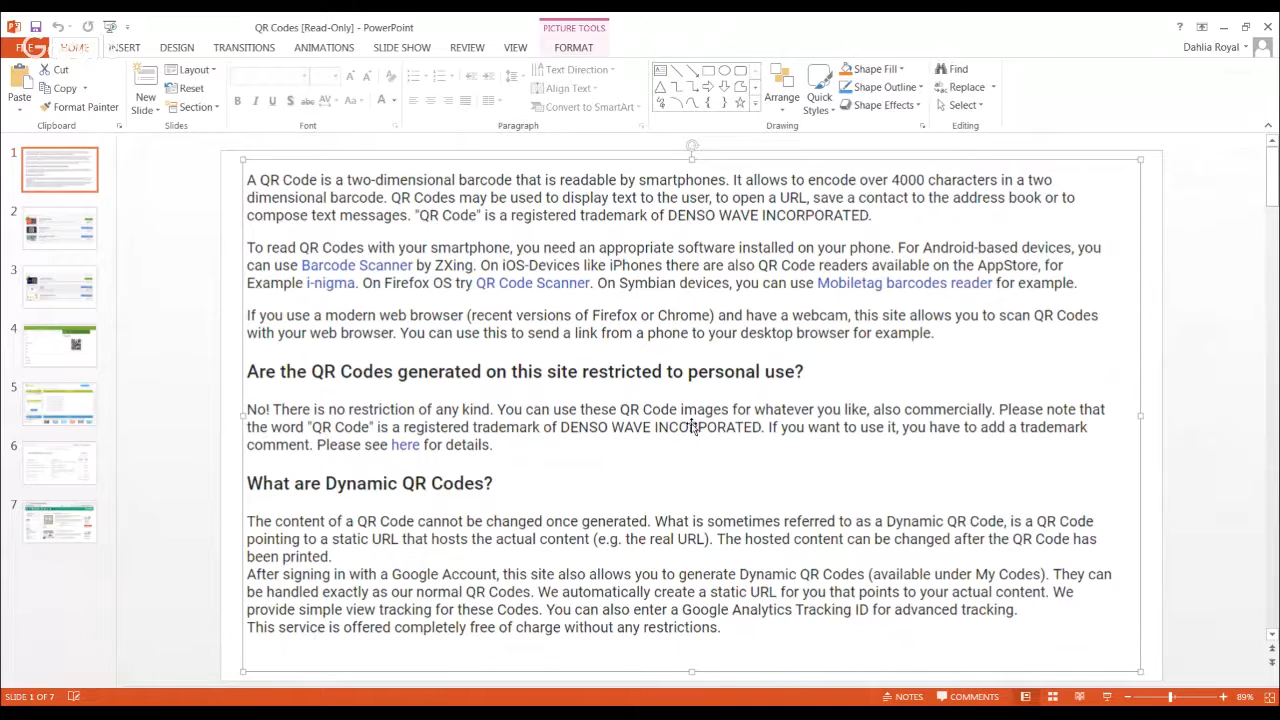 QR Codes [Read-Only] - PowerPoint
PICTURE TOOLS
FILE HOME INSERT DESIGN TRANSITIONS ANIMATIONS SLIDE SHOW REVIEW VIEW FORMAT
Dahlia Royal
Paste
Cut
Copy
Format Painter
Clipboard
New
Slide
Layout
Reset
Section
Slides
Font
Text Direction
Align Text
Convert to SmartArt
Paragraph
Arrange
Quick
Styles
Shape Fill
Shape Outline
Shape Effects
Drawing
Find
Replace
Select
Editing
1
2
3
4
5
6
7
A QR Code is a two-dimensional barcode that is readable by smartphones. It allows to encode over 4000 characters in a two
dimensional barcode. QR Codes may be used to display text to the user, to open a URL, save a contact to the address book or to
compose text messages. "QR Code" is a registered trademark of DENSO WAVE INCORPORATED.
To read QR Codes with your smartphone, you need an appropriate software installed on your phone. For Android-based devices, you
can use Barcode Scanner by ZXing. On iOS-Devices like iPhones there are also QR Code readers available on the AppStore, for
Example i-nigma. On Firefox OS try QR Code Scanner. On Symbian devices, you can use Mobiletag barcodes reader for example.
If you use a modern web browser (recent versions of Firefox or Chrome) and have a webcam, this site allows you to scan QR Codes
with your web browser. You can use this to send a link from a phone to your desktop browser for example.
Are the QR Codes generated on this site restricted to personal use?
No! There is no restriction of any kind. You can use these QR Code images for whatever you like, also commercially. Please note that
the word "QR Code" is a registered trademark of DENSO WAVE INCORPORATED. If you want to use it, you have to add a trademark
comment. Please see here for details.
What are Dynamic QR Codes?
The content of a QR Code cannot be changed once generated. What is sometimes referred to as a Dynamic QR Code, is a QR Code
pointing to a static URL that hosts the actual content (e.g. the real URL). The hosted content can be changed after the QR Code has
been printed.
After signing in with a Google Account, this site also allows you to generate Dynamic QR Codes (available under My Codes). They can
be handled exactly as our normal QR Codes. We automatically create a static URL for you that points to your actual content. We
provide simple view tracking for these Codes. You can also enter a Google Analytics Tracking ID for advanced tracking.
This service is offered completely free of charge without any restrictions.
SLIDE 1 OF 7
NOTES
COMMENTS
89%